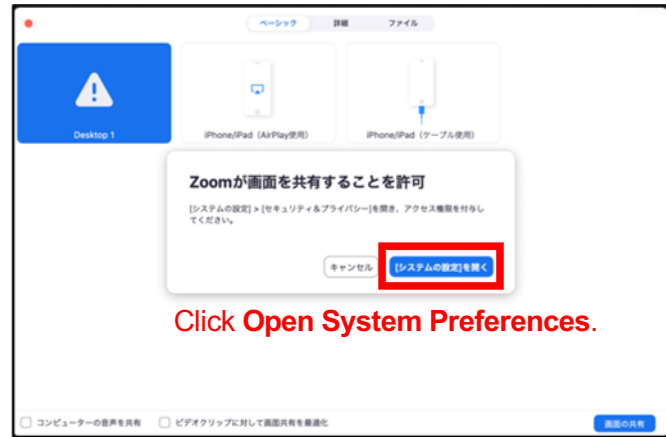 ベーシック 詳細 ファイル
Desktop 1 iPhone/iPad（AirPlay使用） iPhone/iPad（ケーブル使用）
Zoomが画面を共有することを許可
[システムの設定] > [セキュリティ&プライバシー]を開き、アクセス権限を付与し
てください。
キャンセル [システムの設定]を開く
Click Open System Preferences.
コンピューターの音声を共有 ビデオクリップに対して画面共有を最適化 画面の共有